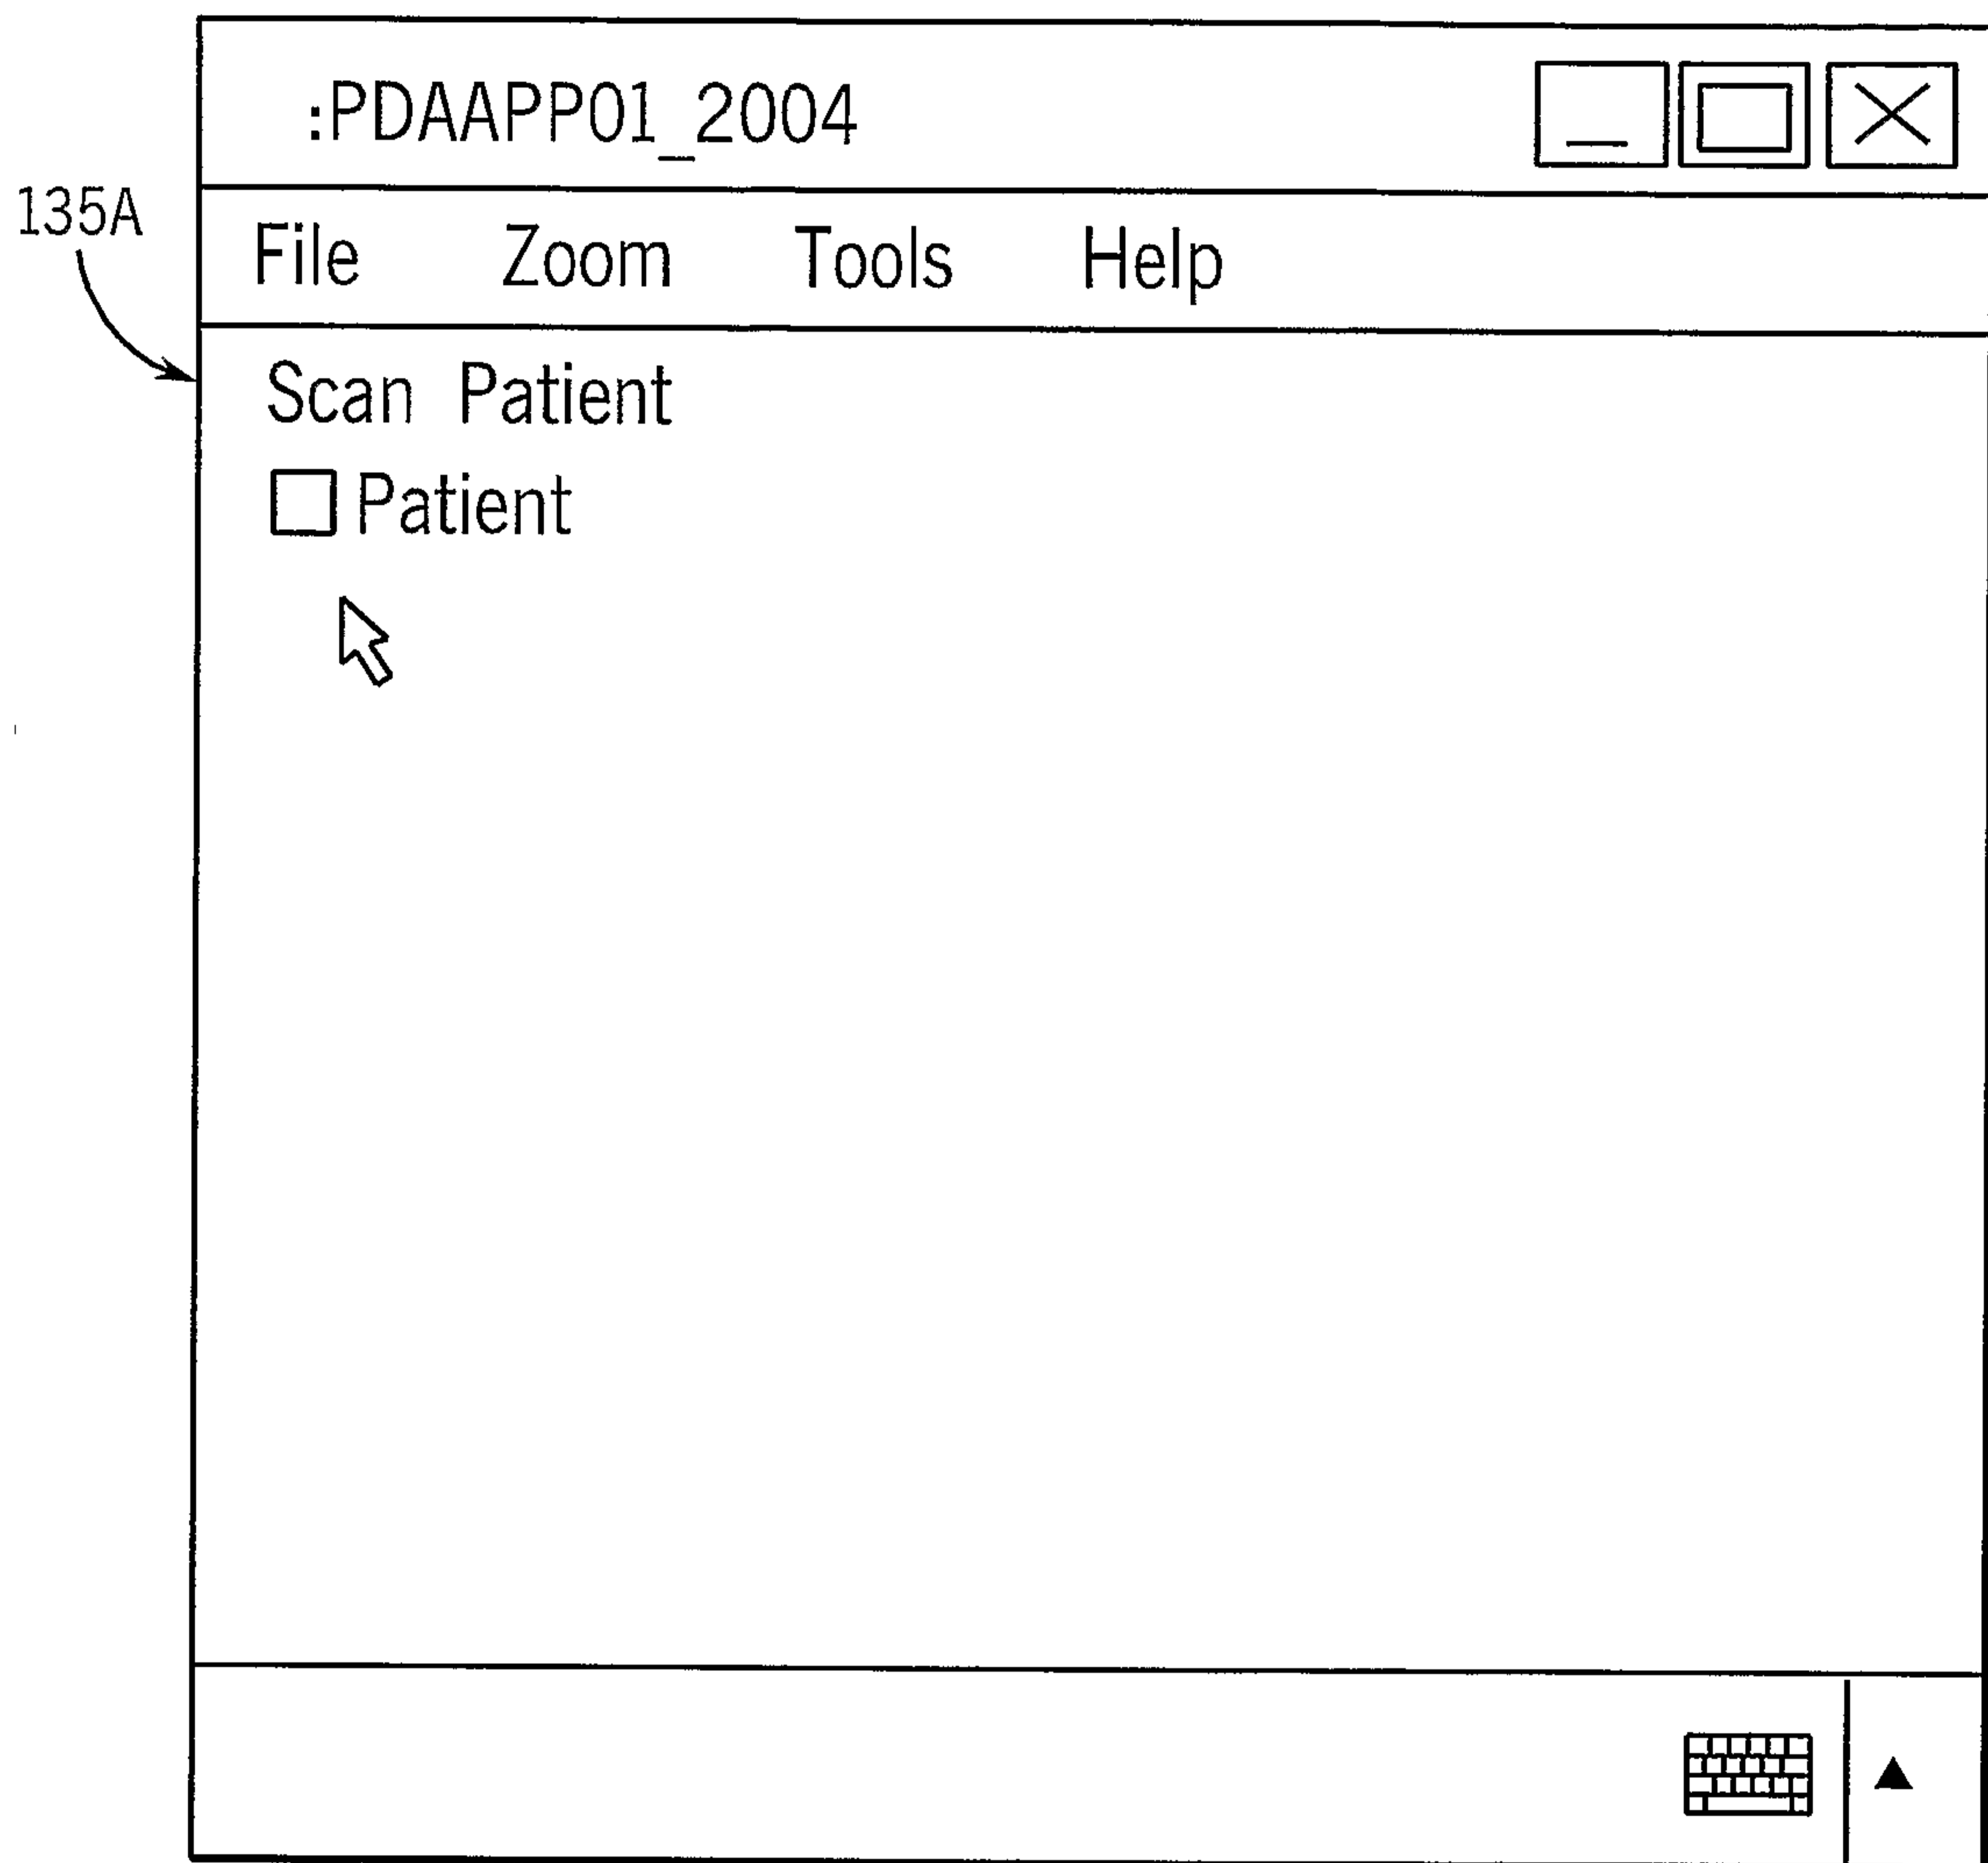 :PDAAPP01_2004
135A
File Zoom Tools Help
Scan Patient
Patient